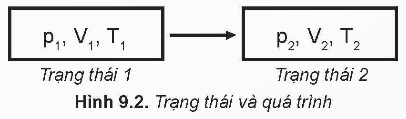 p₁, V₁, T₁ p₂, V₂, T₂
Trạng thái 1 Trạng thái 2
Hình 9.2. Trạng thái và quá trình